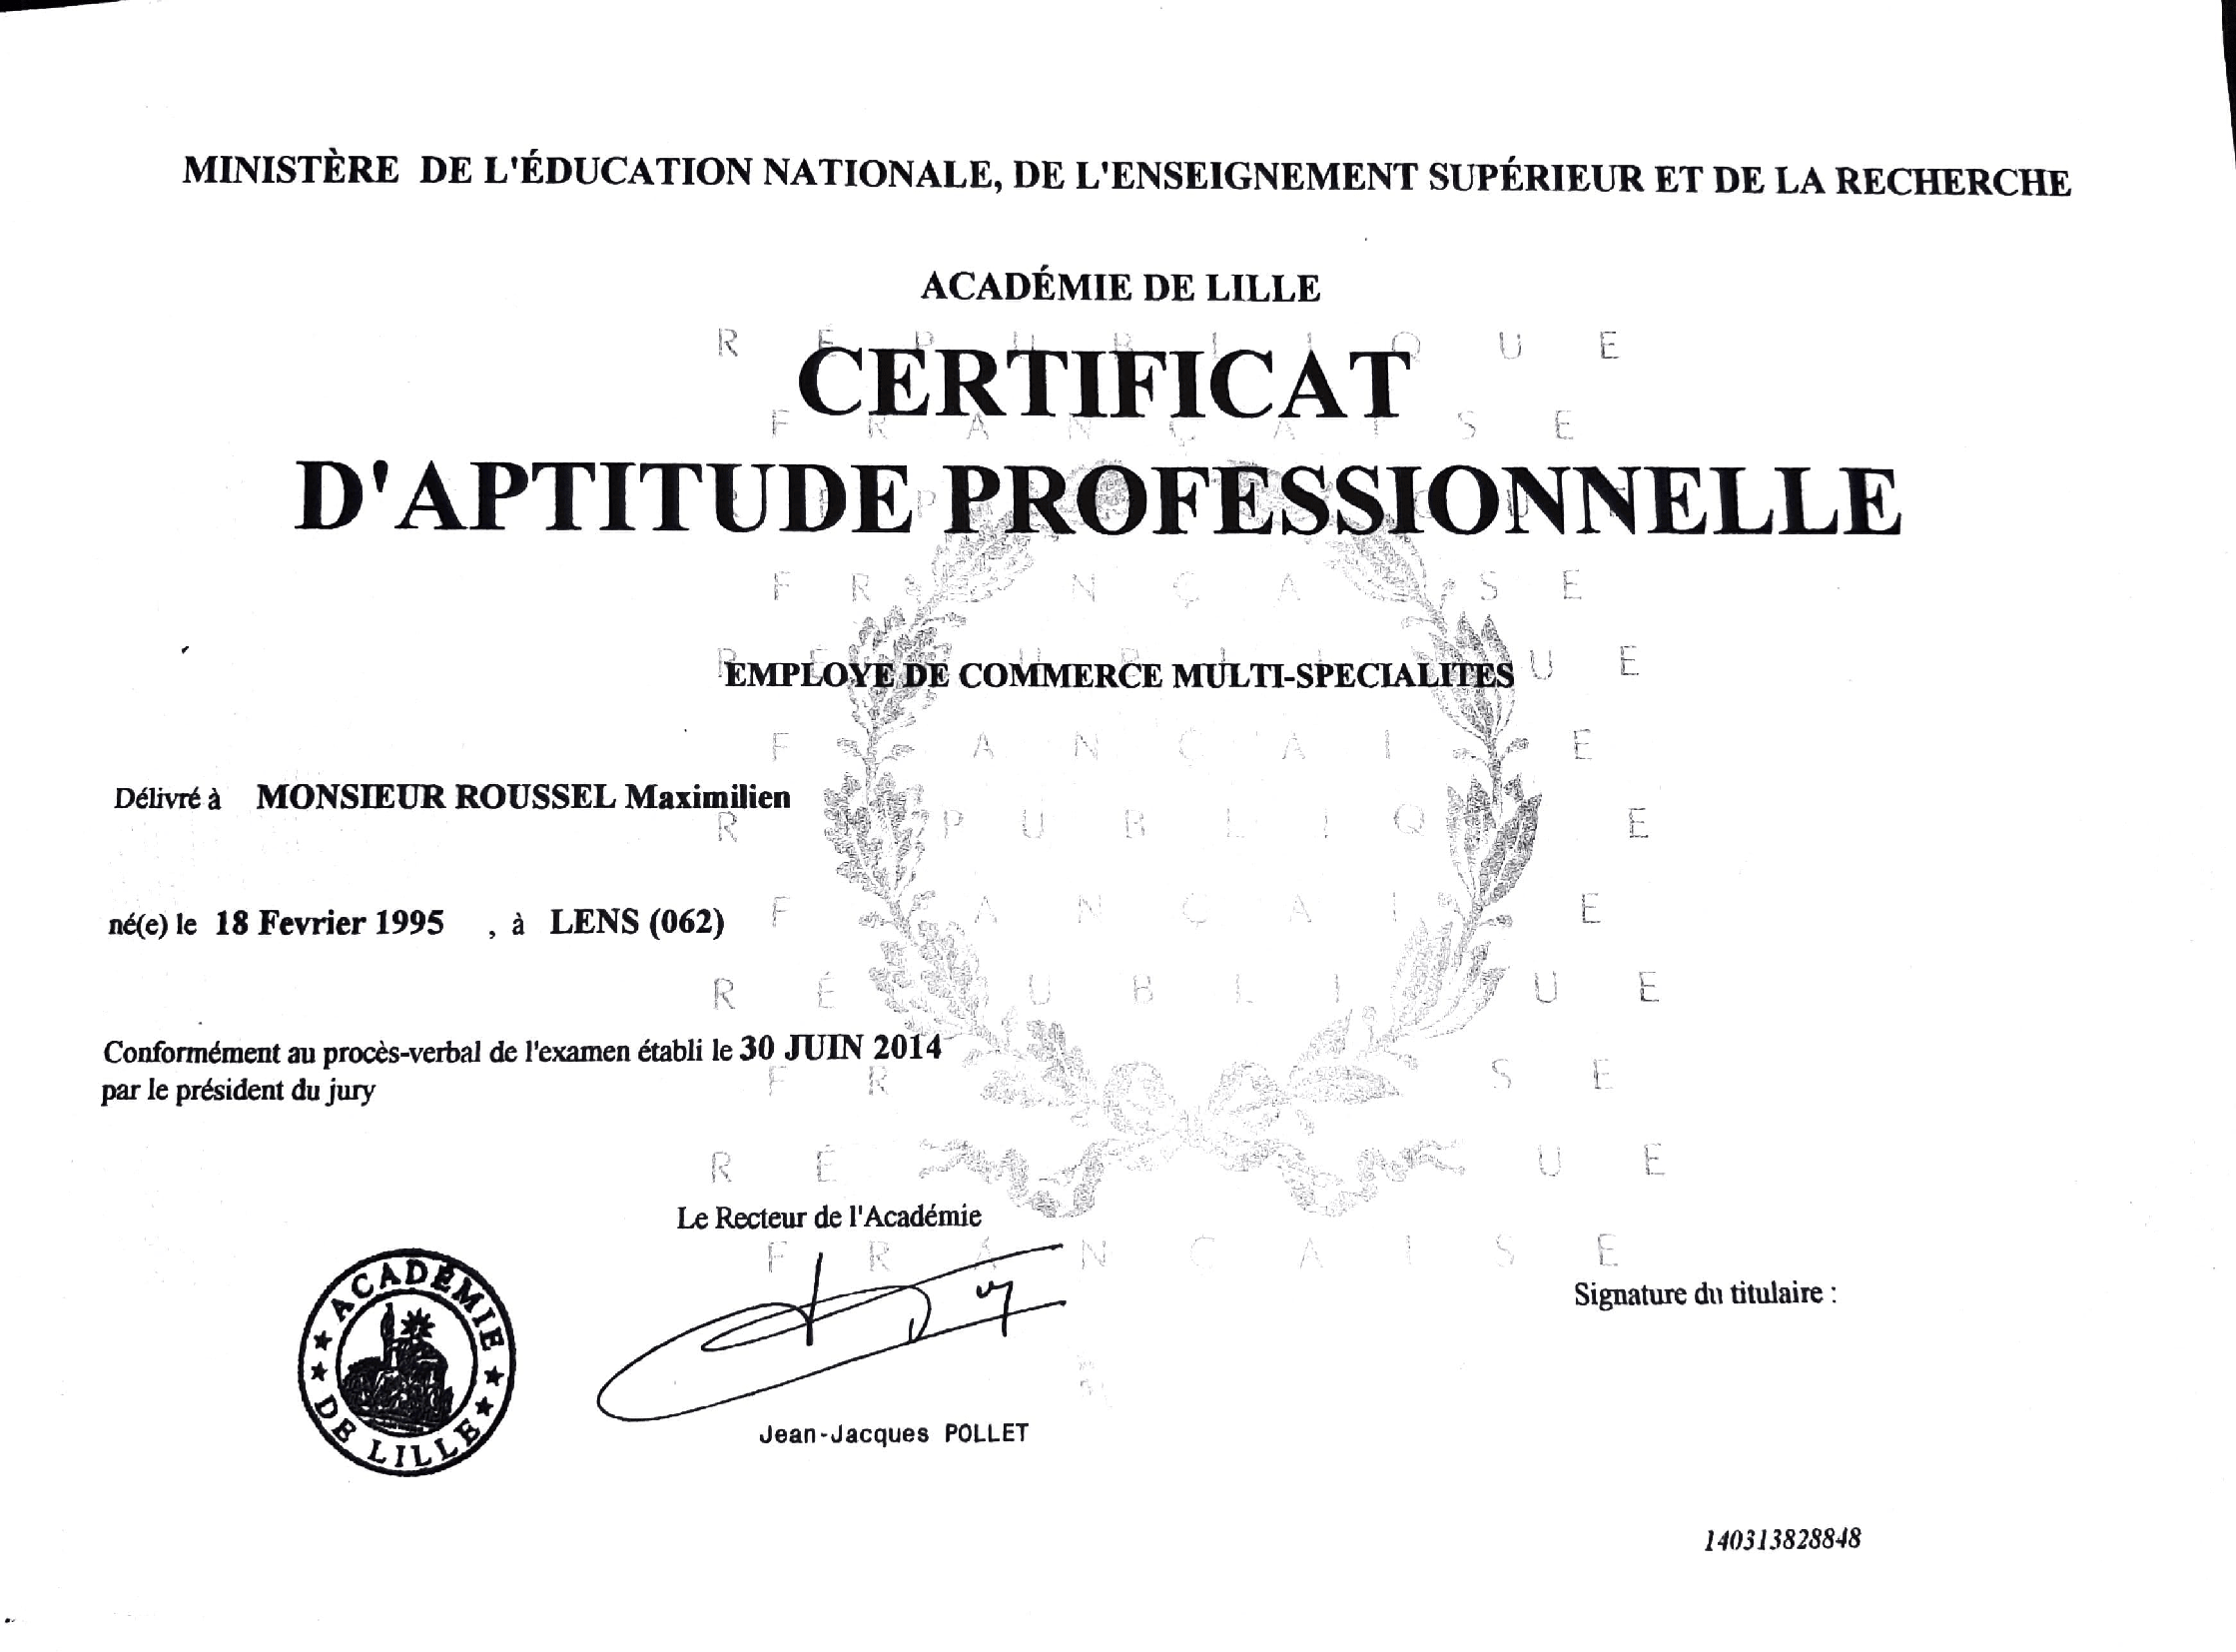 MINISTÈRE DE L'ÉDUCATION NATIONALE, DE L'ENSEIGNEMENT SUPÉRIEUR ET DE LA RECHERCHE
ACADÉMIE DE LILLE
R É P U B L I Q U E
CERTIFICAT
F R A N Ç A I S E
D'APTITUDE PROFESSIONNELLE
F R A N Ç A S E
EMPLOYE DE COMMERCE MULTI-SPECIALITES
U E
F A N Ç A I E
Délivré à MONSIEUR ROUSSEL Maximilien
R P U B L I Q E
né(e) le 18 Fevrier 1995 , à LENS (062)
F A N Ç A I E
R É U B L I U E
Conformément au procès-verbal de l'examen établi le 30 JUIN 2014
par le président du jury
F R S E
R É U E
Le Recteur de l'Académie
F R A N C A I S E
ACADÉMIE
DE LILLE
Signature du titulaire :
Jean-Jacques POLLET
140313828848